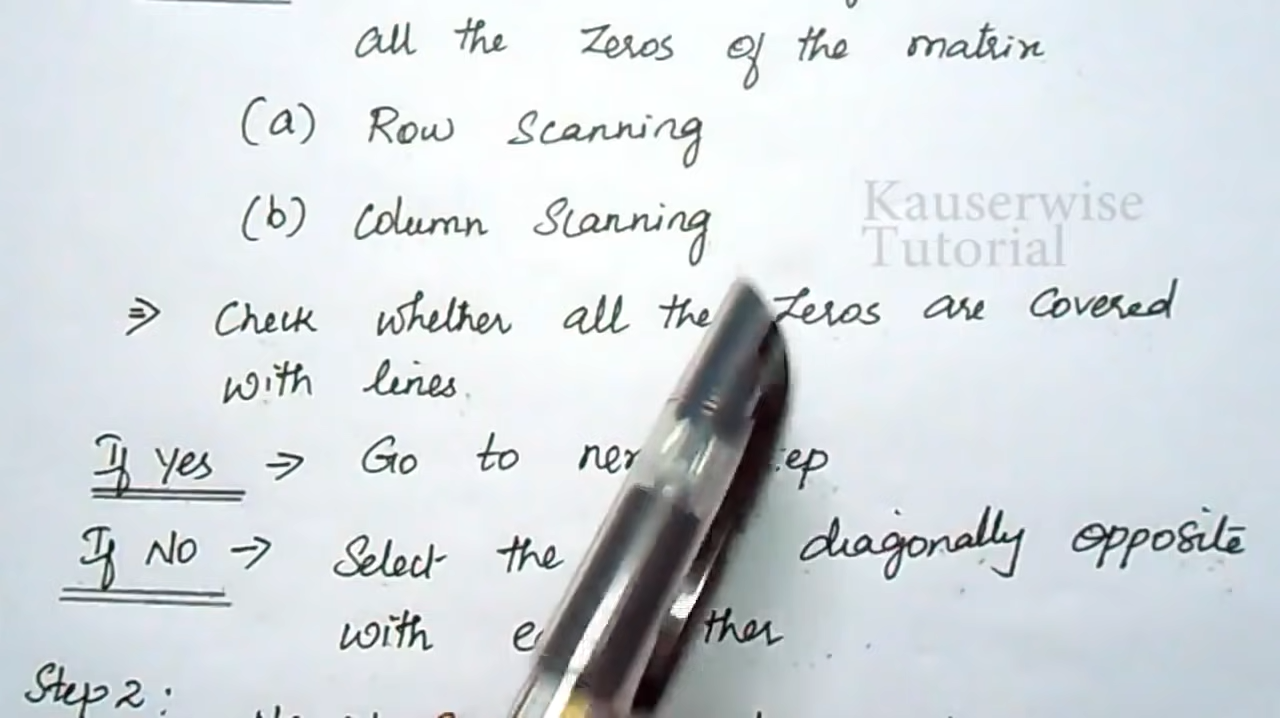 all the zeros of the matrix
(a) Row Scanning
(b) Column Scanning
Kauserwise
Tutorial
⇒ Check whether all the zeros are covered
with lines.
If Yes → Go to
If No → Select the diagonally opposite
with
Step 2: